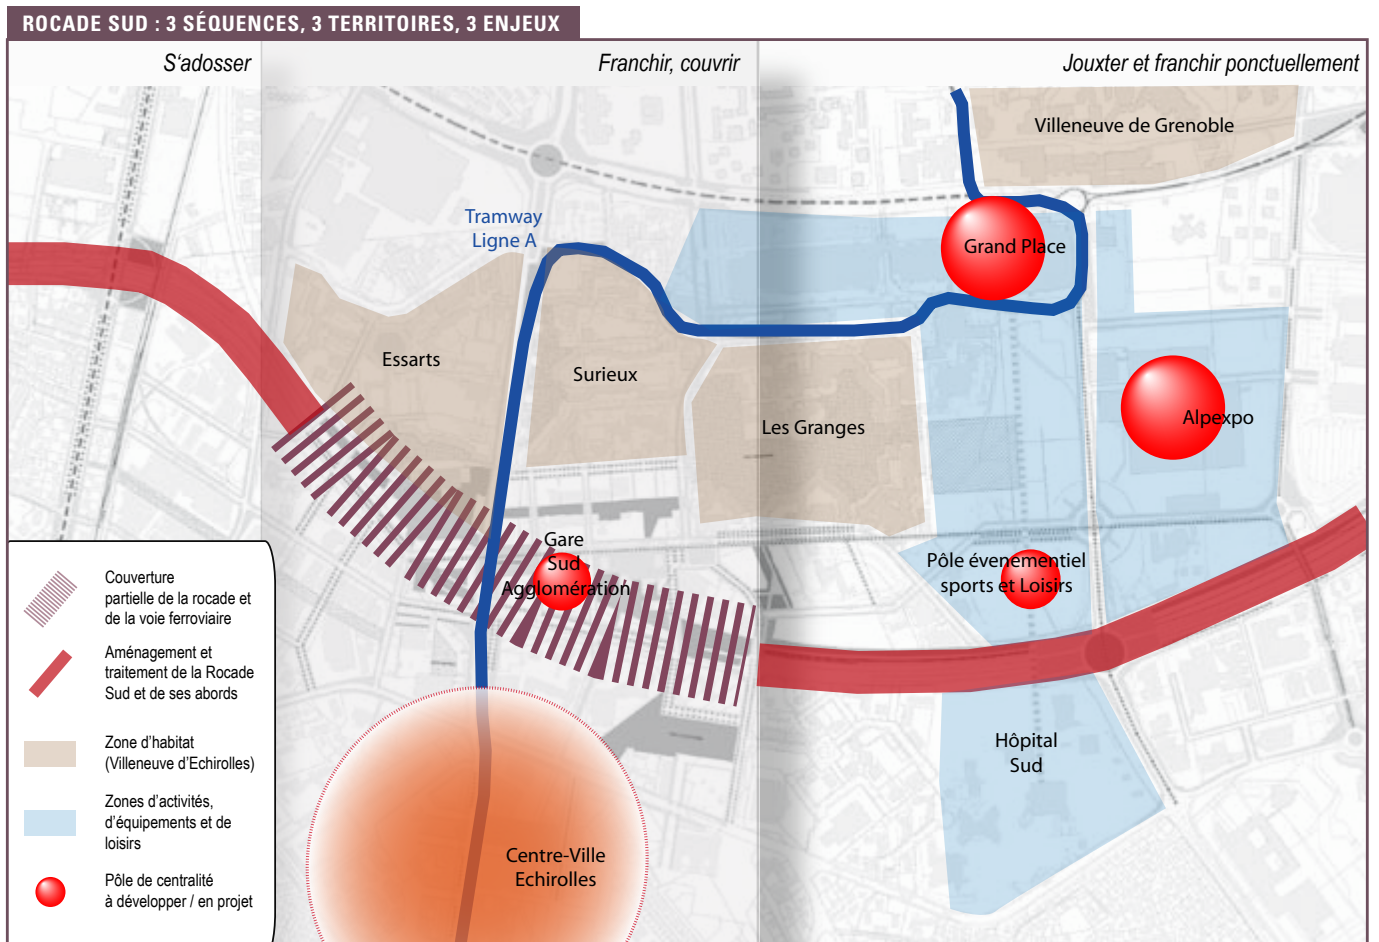 ROCADE SUD : 3 SÉQUENCES, 3 TERRITOIRES, 3 ENJEUX
S'adosser
Franchir, couvrir
Jouxter et franchir ponctuellement
Villeneuve de Grenoble
Tramway
Ligne A
Grand Place
Essarts
Surieux
Les Granges
Alpexpo
Gare
Sud
Agglomération
Pôle évenementiel
sports et Loisirs
Hôpital
Sud
Centre-Ville
Echirolles
Couverture
partielle de la rocade et
de la voie ferroviaire
Aménagement et
traitement de la Rocade
Sud et de ses abords
Zone d'habitat
(Villeneuve d'Echirolles)
Zones d'activités,
d'équipements et de
loisirs
Pôle de centralité
à développer / en projet